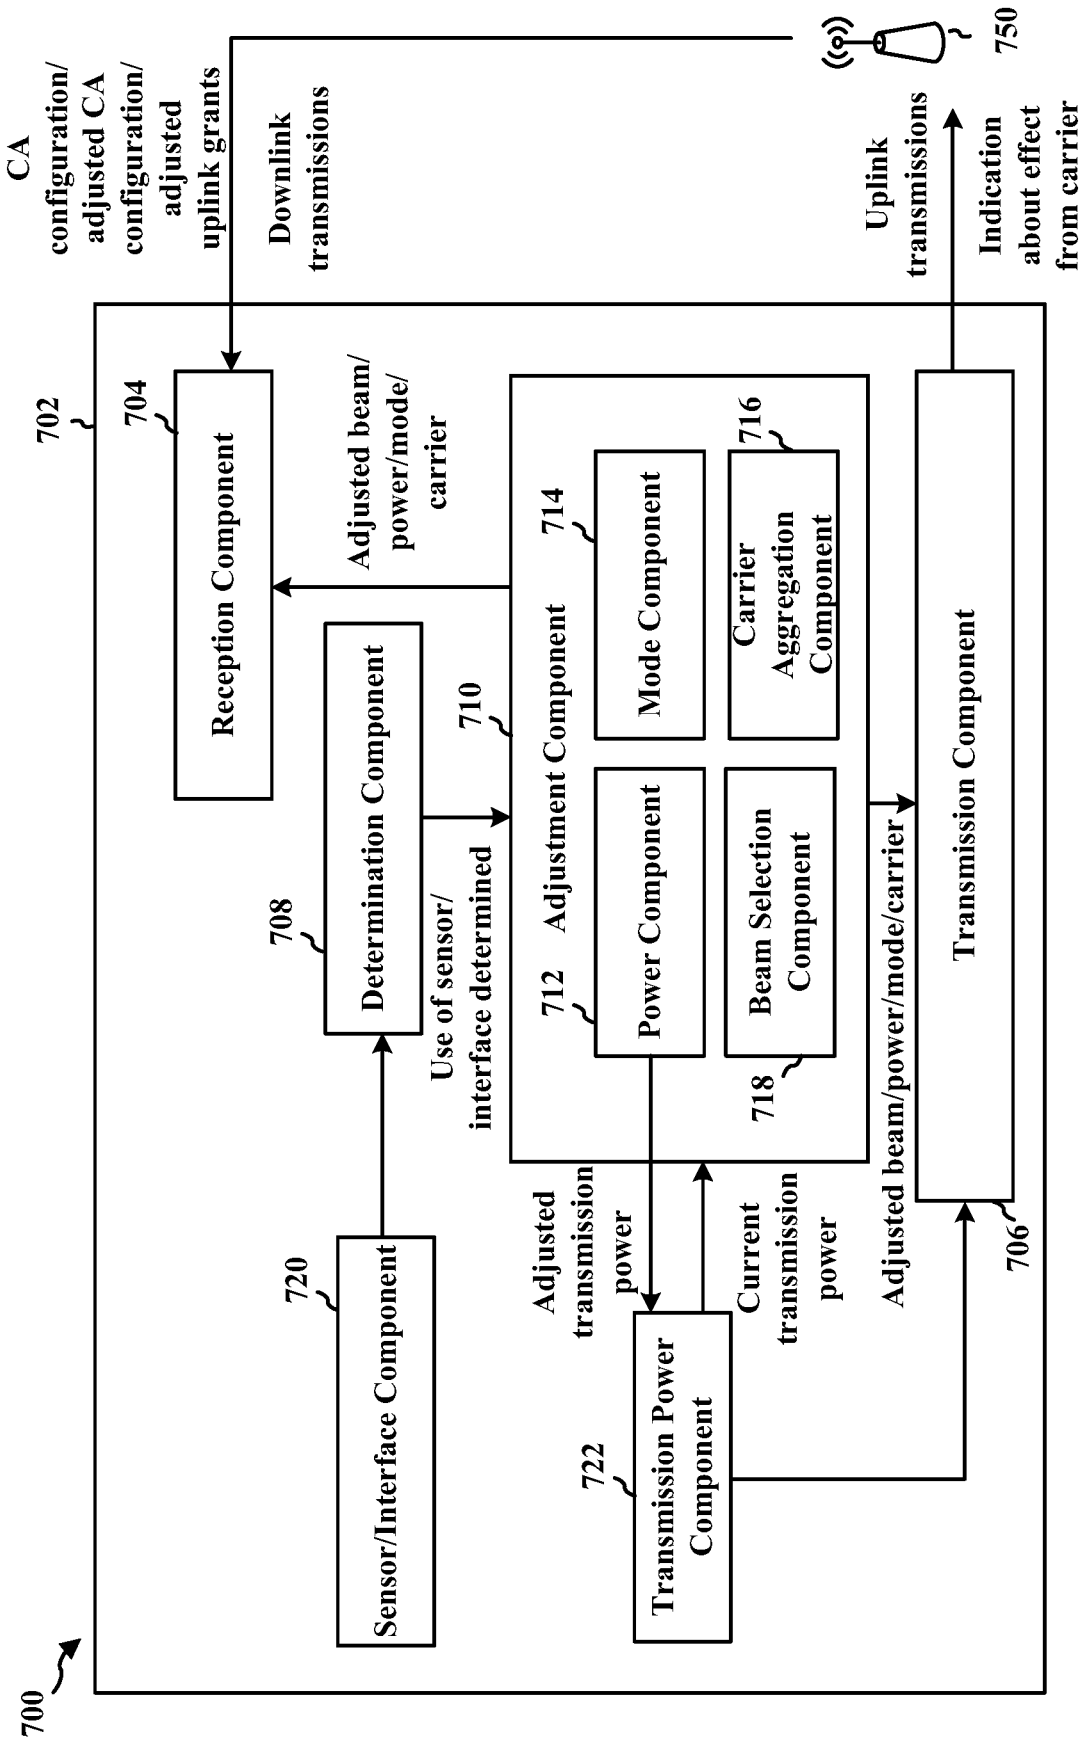 700
702
CA
configuration/
adjusted CA
configuration/
adjusted
uplink grants
Downlink
transmissions
704
Reception Component
Adjusted beam/
power/mode/
carrier
720
Sensor/Interface Component
708
Determination Component
Use of sensor/
interface determined
710
Adjustment Component
712
Power Component
714
Mode Component
718
Beam Selection
Component
716
Carrier
Aggregation
Component
Adjusted
transmission
power
Current
transmission
power
722
Transmission Power
Component
Adjusted beam/power/mode/carrier
706
Transmission Component
Uplink
transmissions
Indication
about effect
from carrier
750